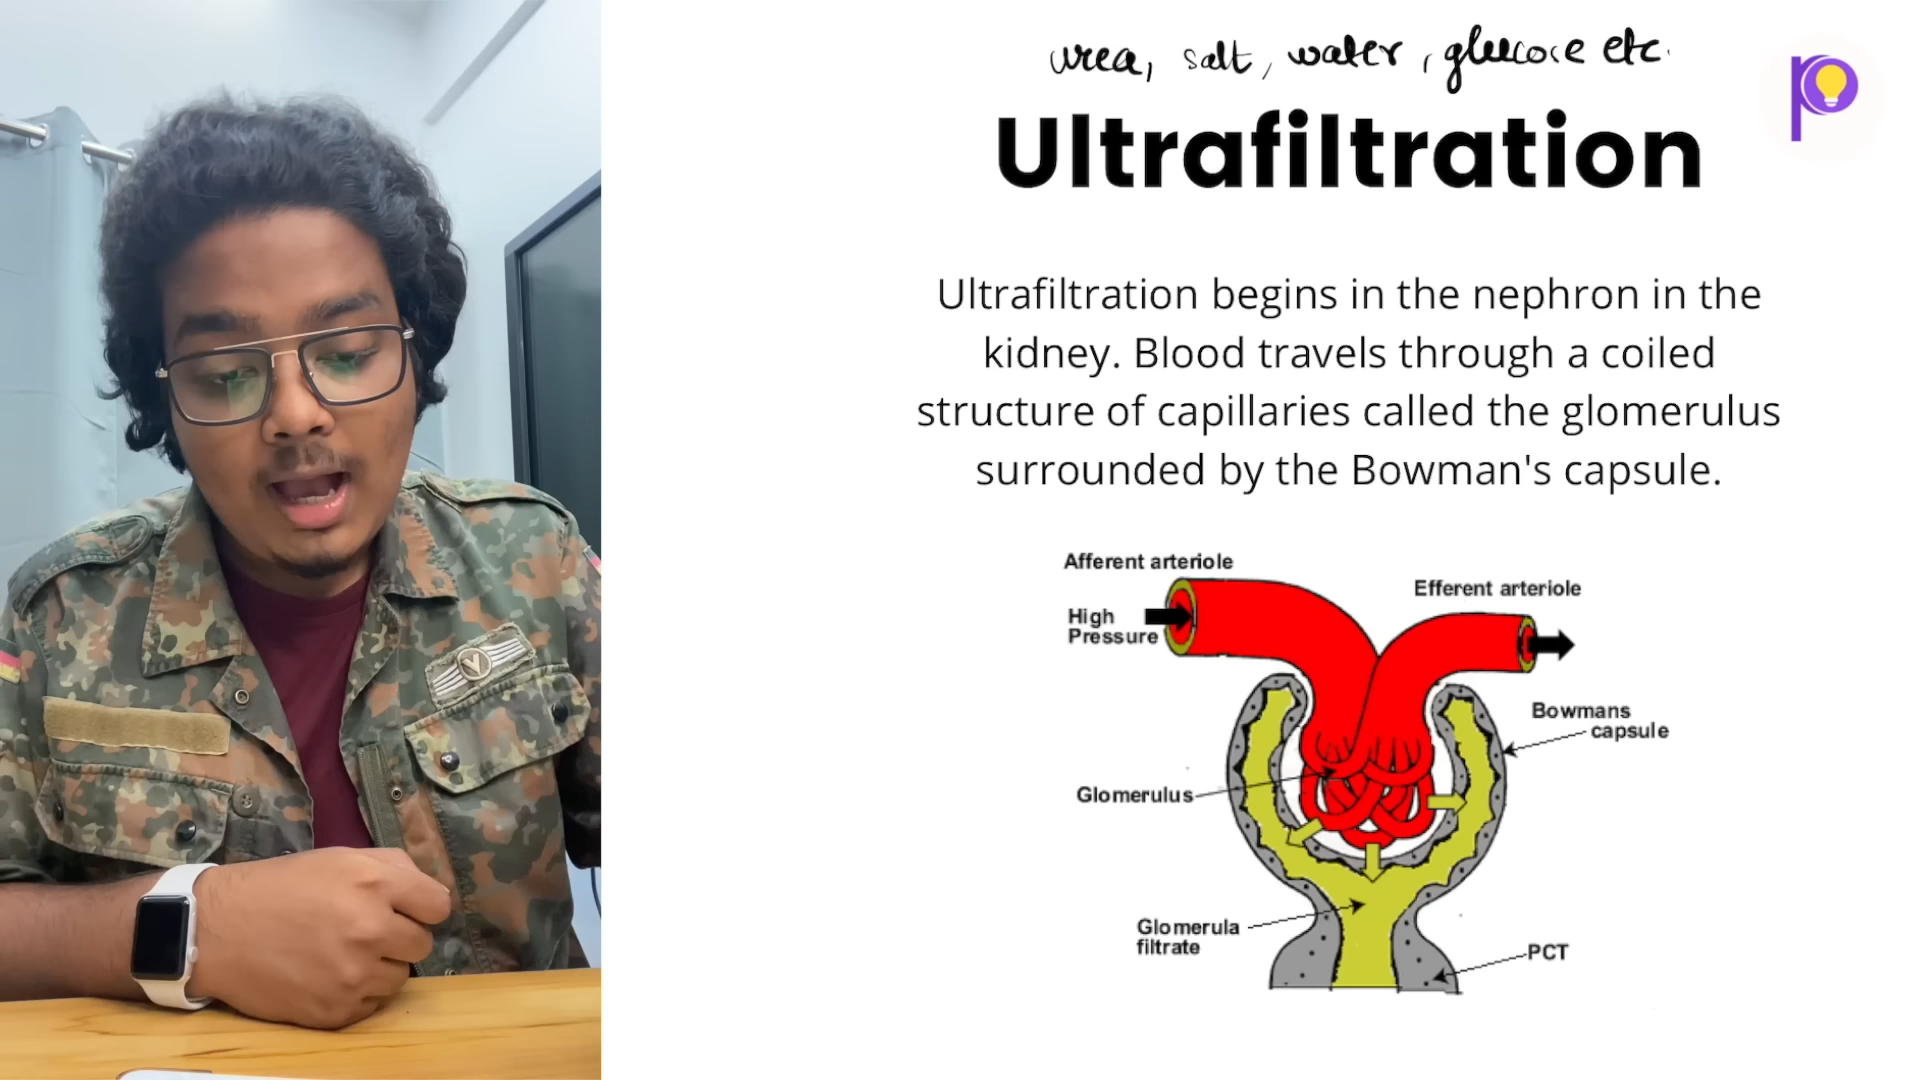 urea, salt, water, glucose etc.
Ultrafiltration
Ultrafiltration begins in the nephron in the
kidney. Blood travels through a coiled
structure of capillaries called the glomerulus
surrounded by the Bowman's capsule.
Afferent arteriole
Efferent arteriole
High
Pressure
Bowmans
capsule
Glomerulus
Glomerula
filtrate
PCT